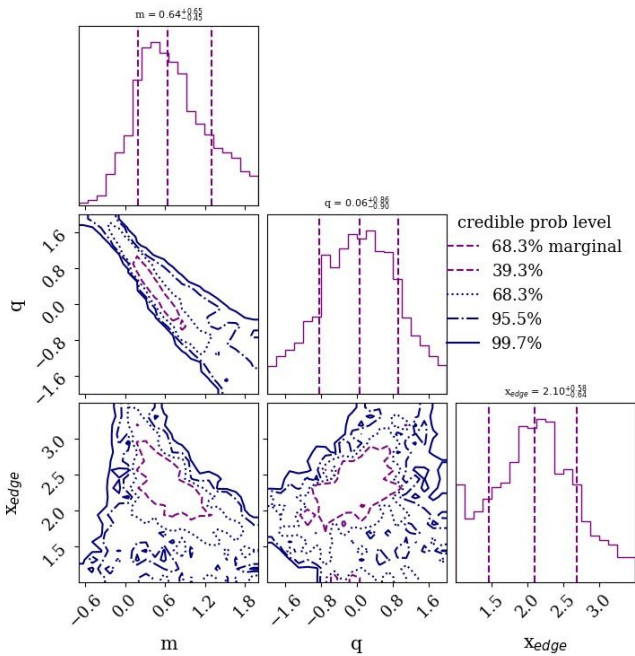 m = 0.64+0.65−0.45
q = 0.06+0.86−0.90
credible prob level
68.3% marginal
39.3%
68.3%
95.5%
99.7%
1.6
0.8
0.0
−0.8
−1.6
q
x_edge = 2.10+0.58−0.64
3.0
2.5
2.0
1.5
x_edge
−0.6 0.0 0.6 1.2 1.8
−1.6 −0.8 0.0 0.8 1.6
1.5 2.0 2.5 3.0
m q x_edge